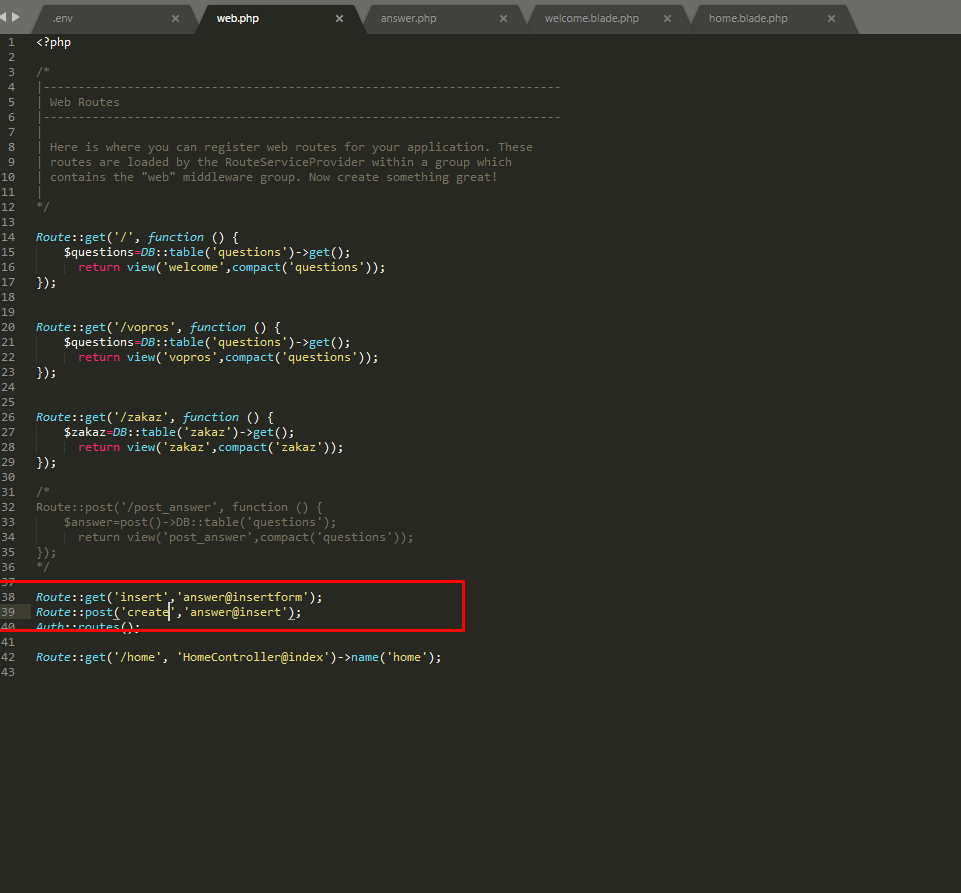 .env × web.php × answer.php × welcome.blade.php × home.blade.php ×
1 <?php
2
3 /*
4 |--------------------------------------------------------------------------
5 | Web Routes
6 |--------------------------------------------------------------------------
7 |
8 | Here is where you can register web routes for your application. These
9 | routes are loaded by the RouteServiceProvider within a group which
10 | contains the "web" middleware group. Now create something great!
11 |
12 */
13
14 Route::get('/', function () {
15 $questions=DB::table('questions')->get();
16 return view('welcome',compact('questions'));
17 });
18
19
20 Route::get('/vopros', function () {
21 $questions=DB::table('questions')->get();
22 return view('vopros',compact('questions'));
23 });
24
25
26 Route::get('/zakaz', function () {
27 $zakaz=DB::table('zakaz')->get();
28 return view('zakaz',compact('zakaz'));
29 });
30
31 /*
32 Route::post('/post_answer', function () {
33 $answer=post()->DB::table('questions');
34 return view('post_answer',compact('questions'));
35 });
36 */
37
38 Route::get('insert','answer@insertform');
39 Route::post('create','answer@insert');
40 Auth::routes();
41
42 Route::get('/home', 'HomeController@index')->name('home');
43